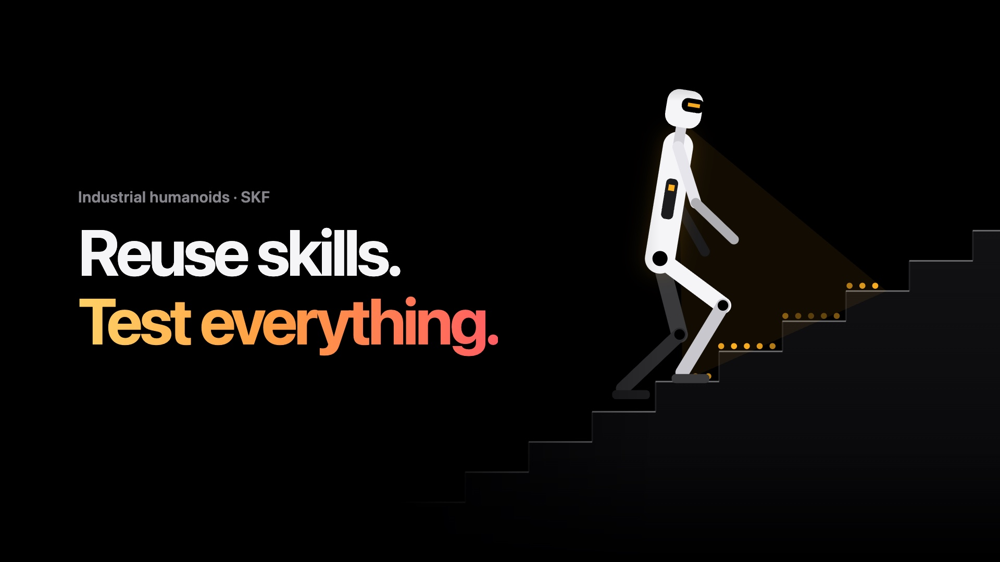 Industrial humanoids · SKF
Reuse skills.
Test everything.